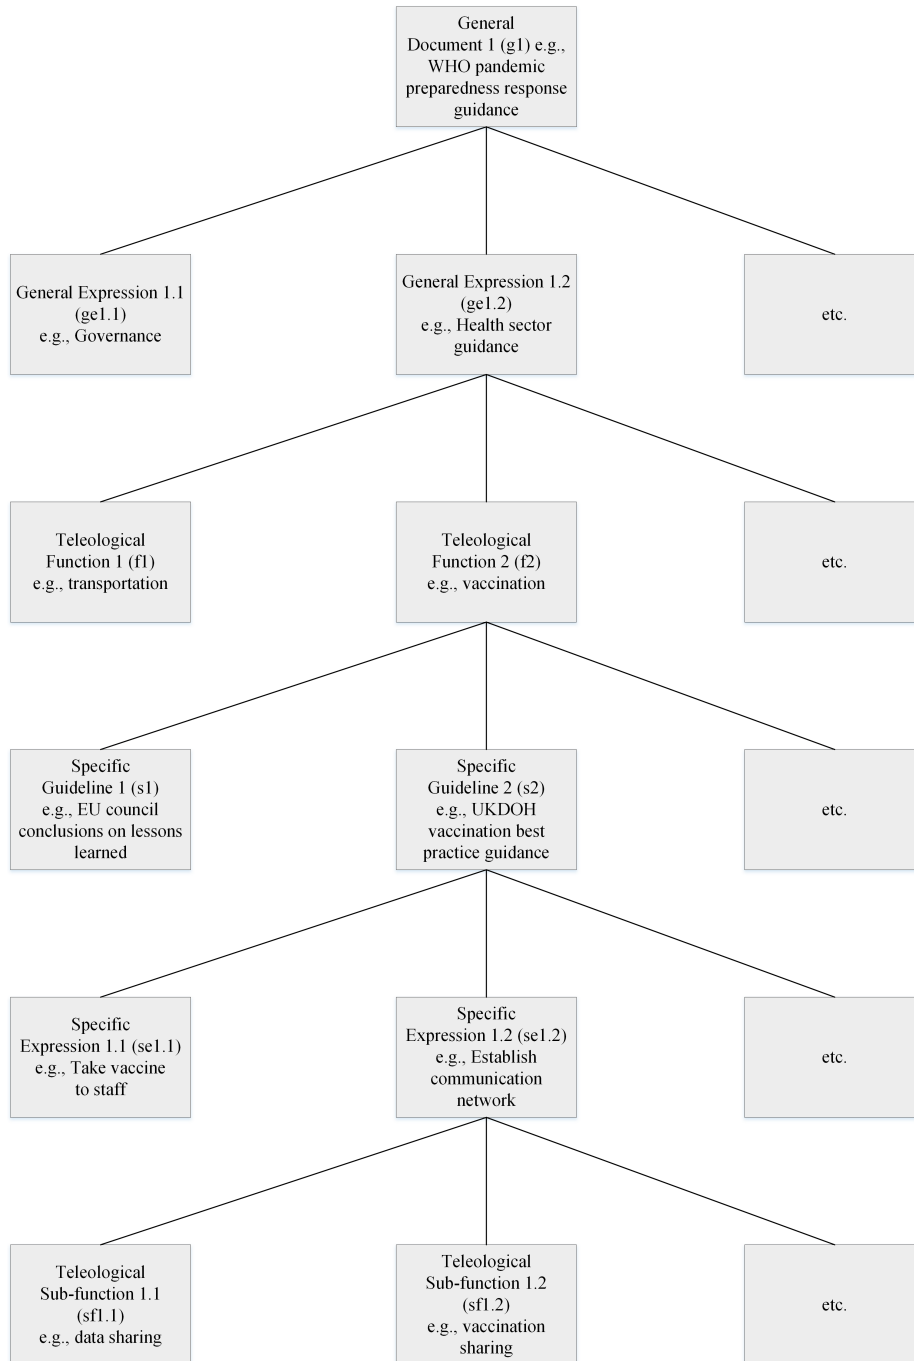 General
Document 1 (g1) e.g.,
WHO pandemic
preparedness response
guidance
General Expression 1.1
(ge1.1)
e.g., Governance
General Expression 1.2
(ge1.2)
e.g., Health sector
guidance
etc.
Teleological
Function 1 (f1)
e.g., transportation
Teleological
Function 2 (f2)
e.g., vaccination
etc.
Specific
Guideline 1 (s1)
e.g., EU council
conclusions on lessons
learned
Specific
Guideline 2 (s2)
e.g., UKDOH
vaccination best
practice guidance
etc.
Specific
Expression 1.1 (se1.1)
e.g., Take vaccine
to staff
Specific
Expression 1.2 (se1.2)
e.g., Establish
communication
network
etc.
Teleological
Sub-function 1.1
(sf1.1)
e.g., data sharing
Teleological
Sub-function 1.2
(sf1.2)
e.g., vaccination
sharing
etc.